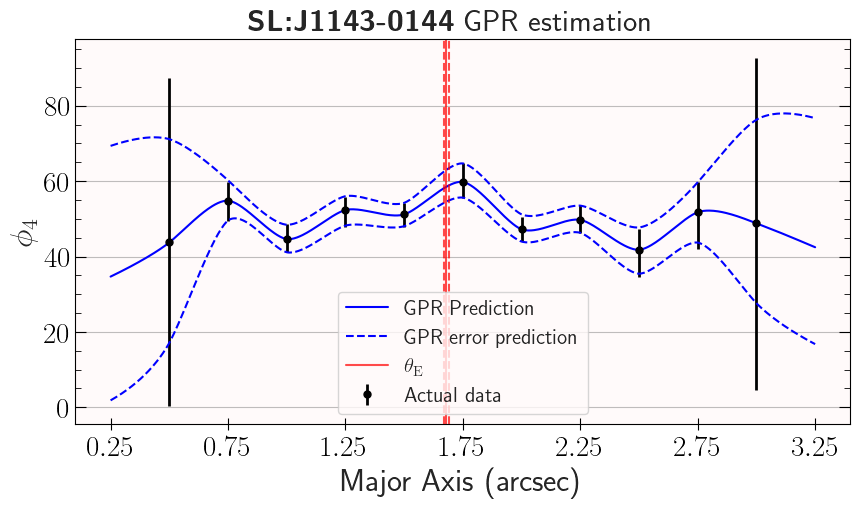 SL:J1143-0144 GPR estimation
ϕ4
80
60
40
20
0
GPR Prediction
GPR error prediction
θE
Actual data
0.25 0.75 1.25 1.75 2.25 2.75 3.25
Major Axis (arcsec)